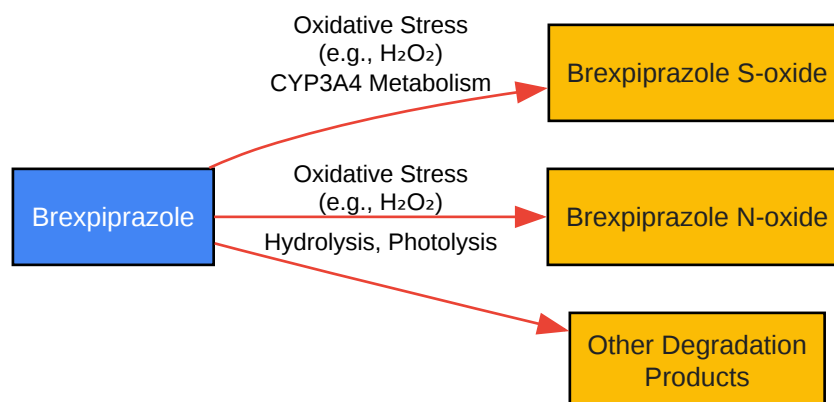 Oxidative Stress
(e.g., H₂O₂)
CYP3A4 Metabolism
Brexpiprazole S-oxide
Brexpiprazole
Oxidative Stress
(e.g., H₂O₂)
Brexpiprazole N-oxide
Hydrolysis, Photolysis
Other Degradation
Products